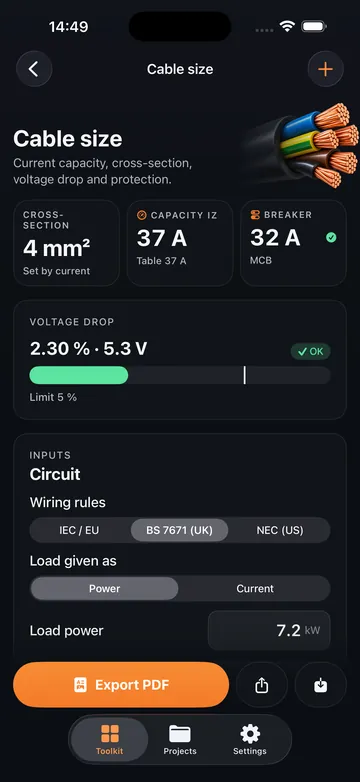 14:49
Cable size
Cable size
Current capacity, cross-section,
voltage drop and protection.
CROSS-
SECTION
4 mm²
Set by current
CAPACITY IZ
37 A
Table 37 A
BREAKER
32 A
MCB
VOLTAGE DROP
2.30 % · 5.3 V
OK
Limit 5 %
INPUTS
Circuit
Wiring rules
IEC / EU
BS 7671 (UK)
NEC (US)
Load given as
Power
Current
Load power
7.2 kW
Export PDF
Toolkit
Projects
Settings